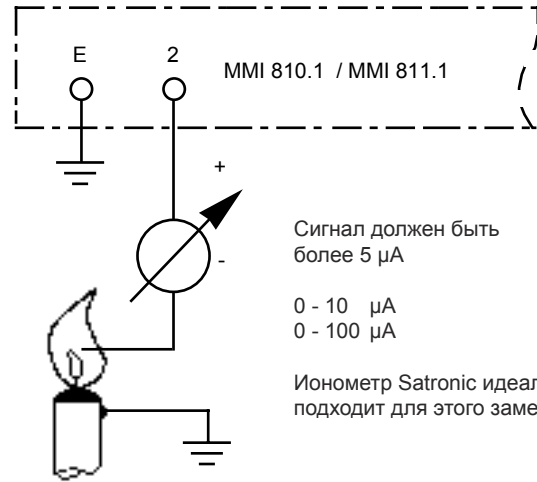 E 2 MMI 810.1 / MMI 811.1
+
-
Сигнал должен быть
более 5 µA
0 - 10 µA
0 - 100 µA
Ионометр Satronic
подходит для этого